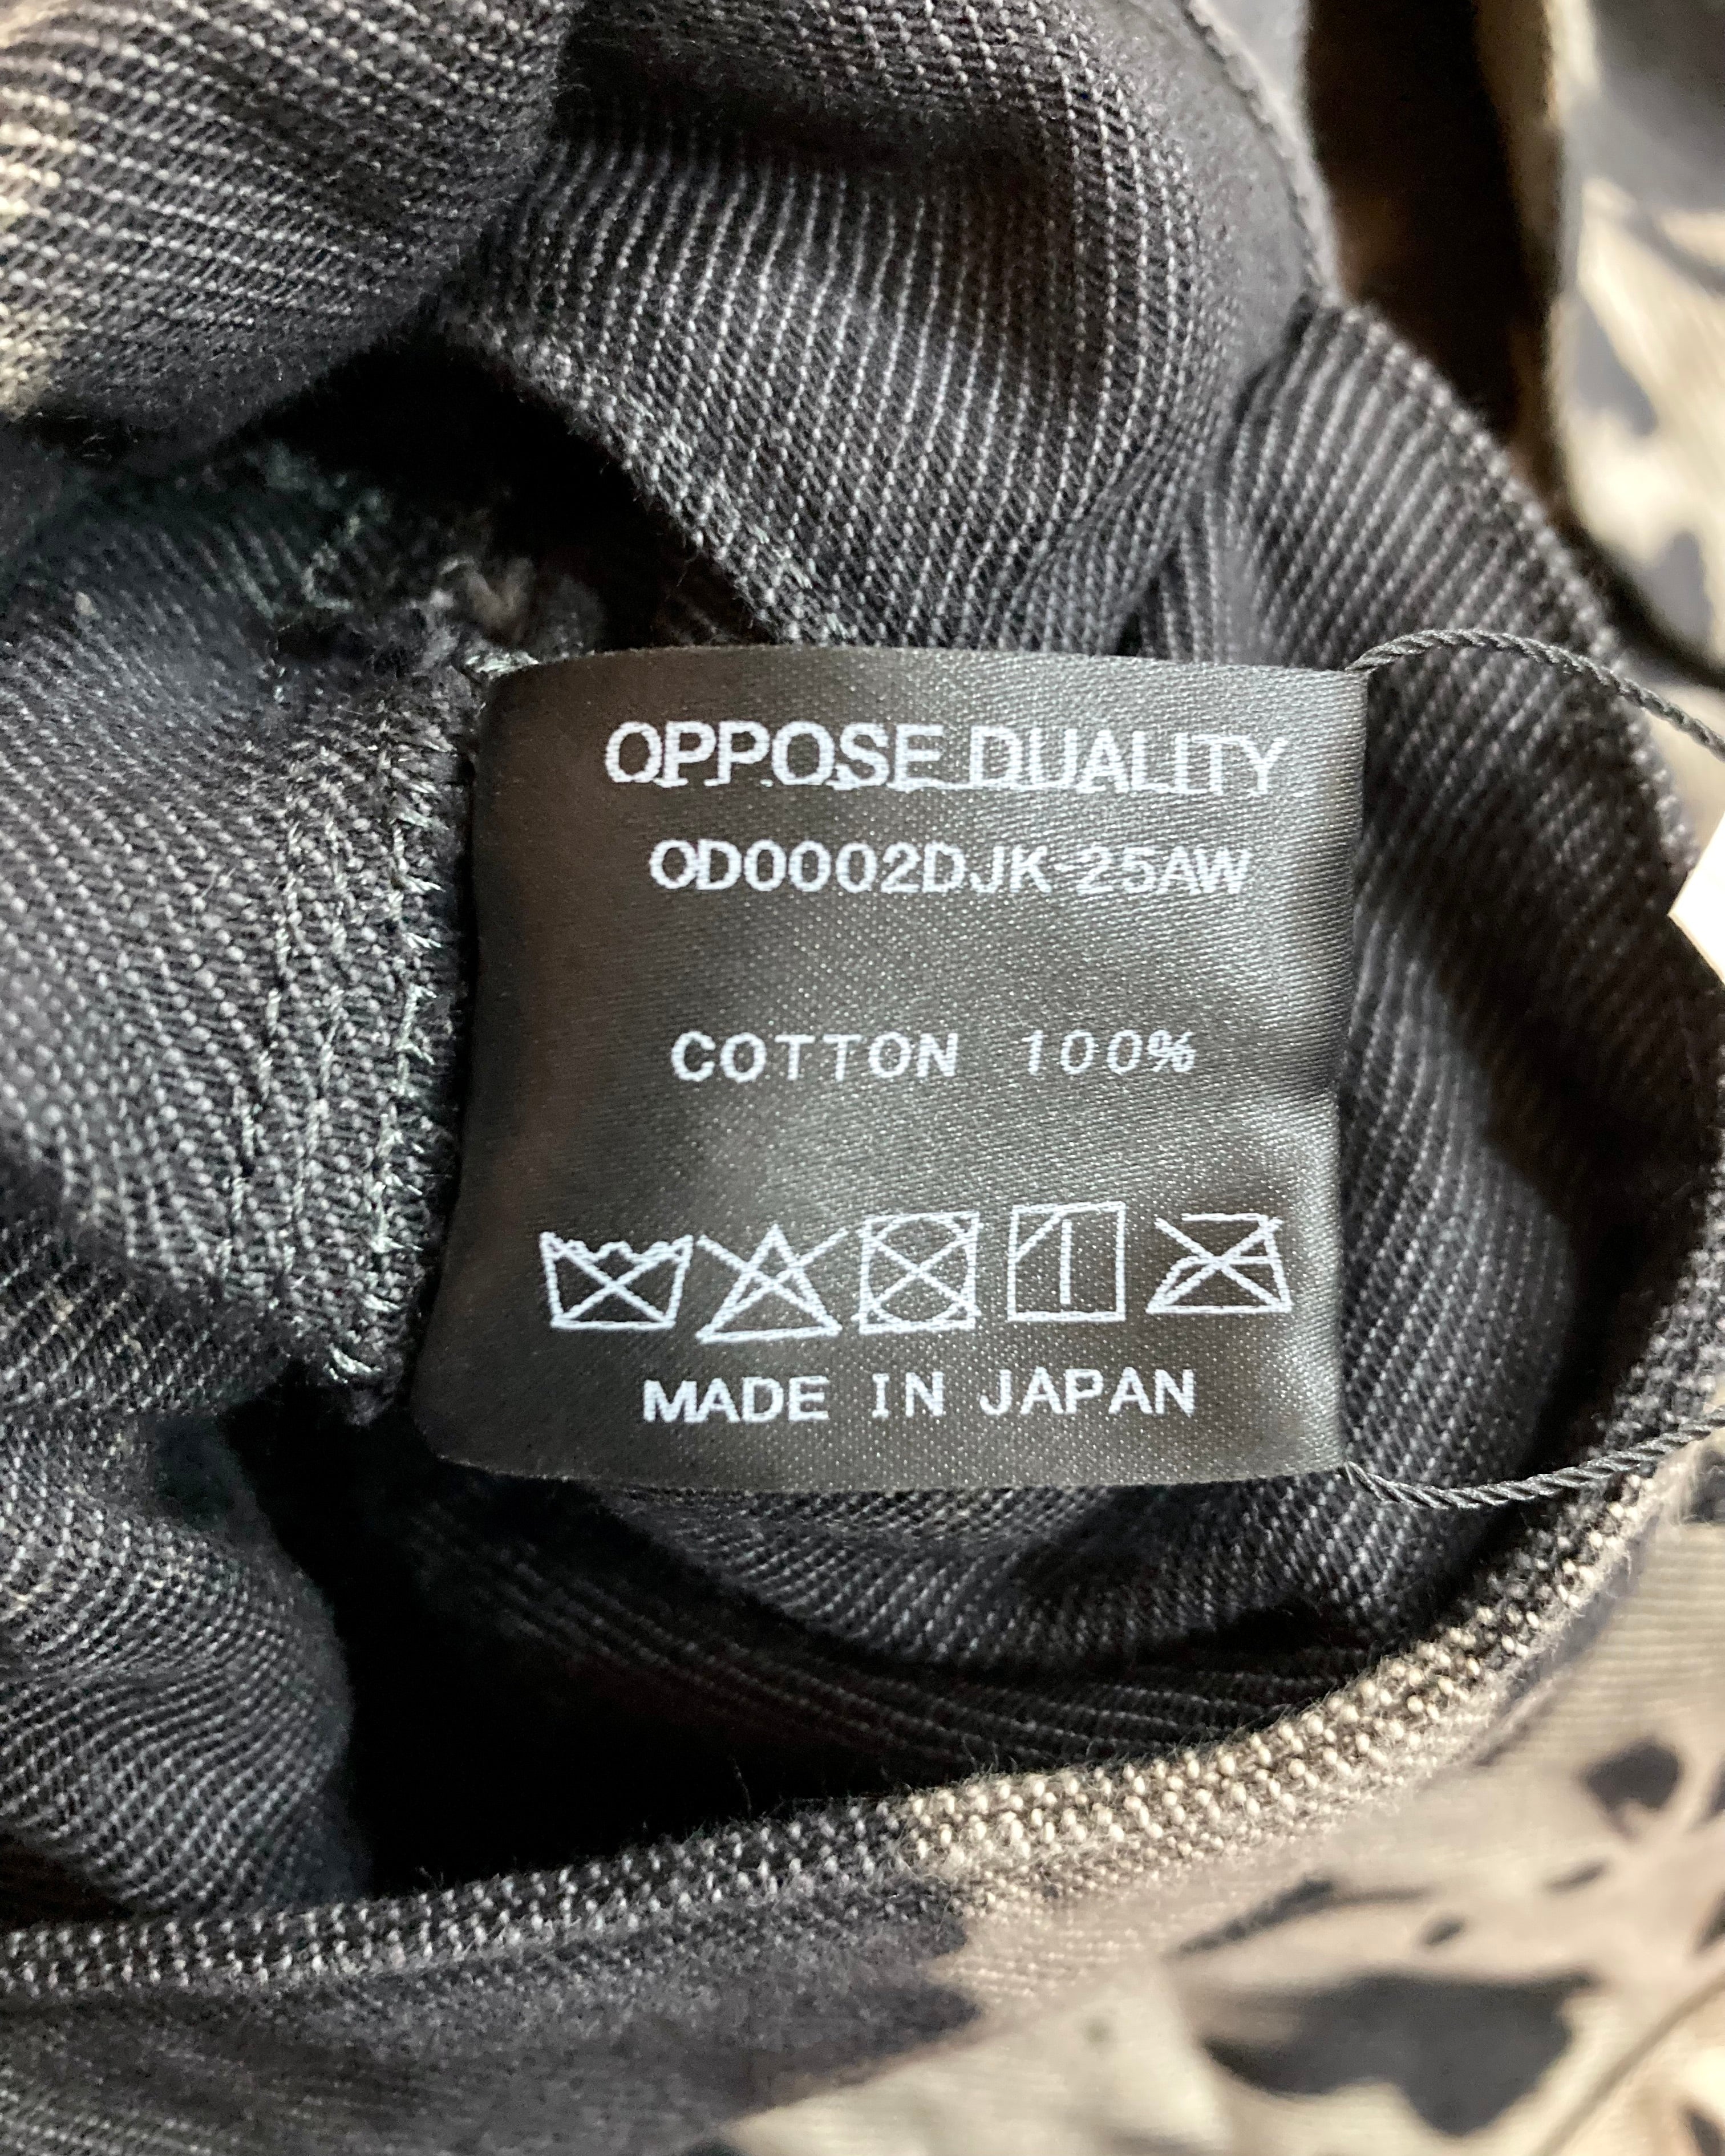 OPPOSE DUALITY
OD0002DJK-25AW
COTTON 100%
MADE IN JAPAN